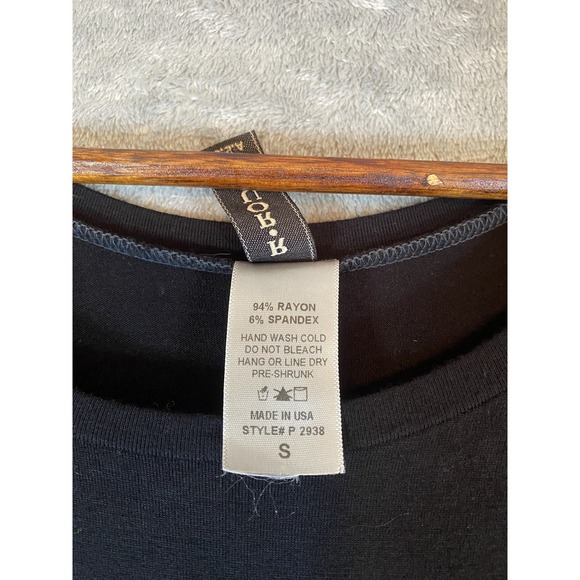 94% RAYON
6% SPANDEX
HAND WASH COLD
DO NOT BLEACH
HANG OR LINE DRY
PRE-SHRUNK
MADE IN USA
STYLE# P 2938
S